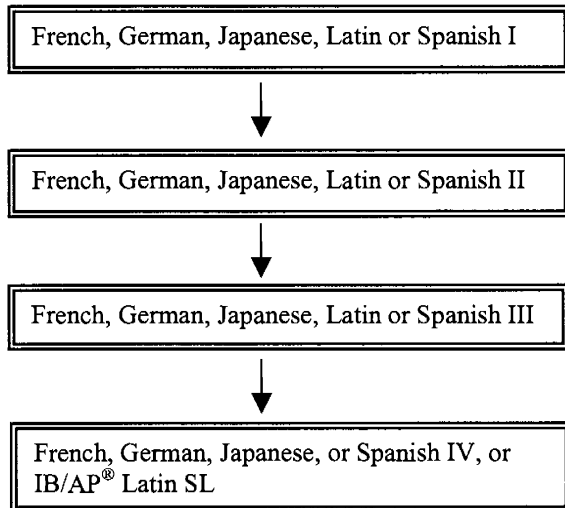 French, German, Japanese, Latin or Spanish I
French, German, Japanese, Latin or Spanish II
French, German, Japanese, Latin or Spanish III
French, German, Japanese, or Spanish IV, or
IB/AP® Latin SL